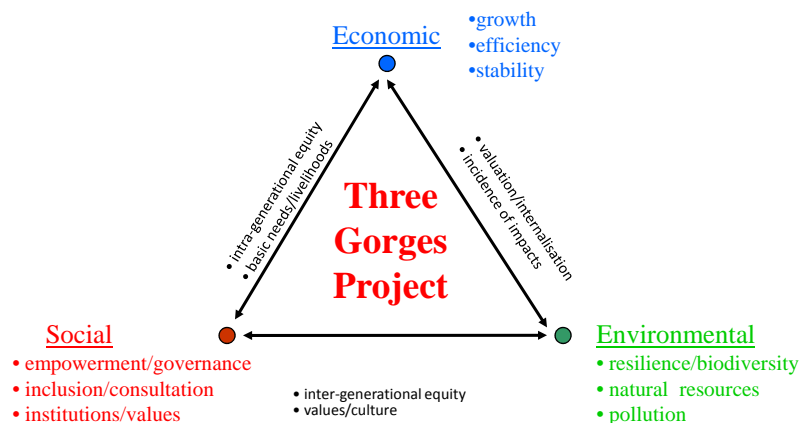 Economic
•growth
•efficiency
•stability
• intra-generational equity
• basic needs/livelihoods
• valuation/internalisation
• incidence of impacts
Three
Gorges
Project
Social
• empowerment/governance
• inclusion/consultation
• institutions/values
• inter-generational equity
• values/culture
Environmental
• resilience/biodiversity
• natural resources
• pollution